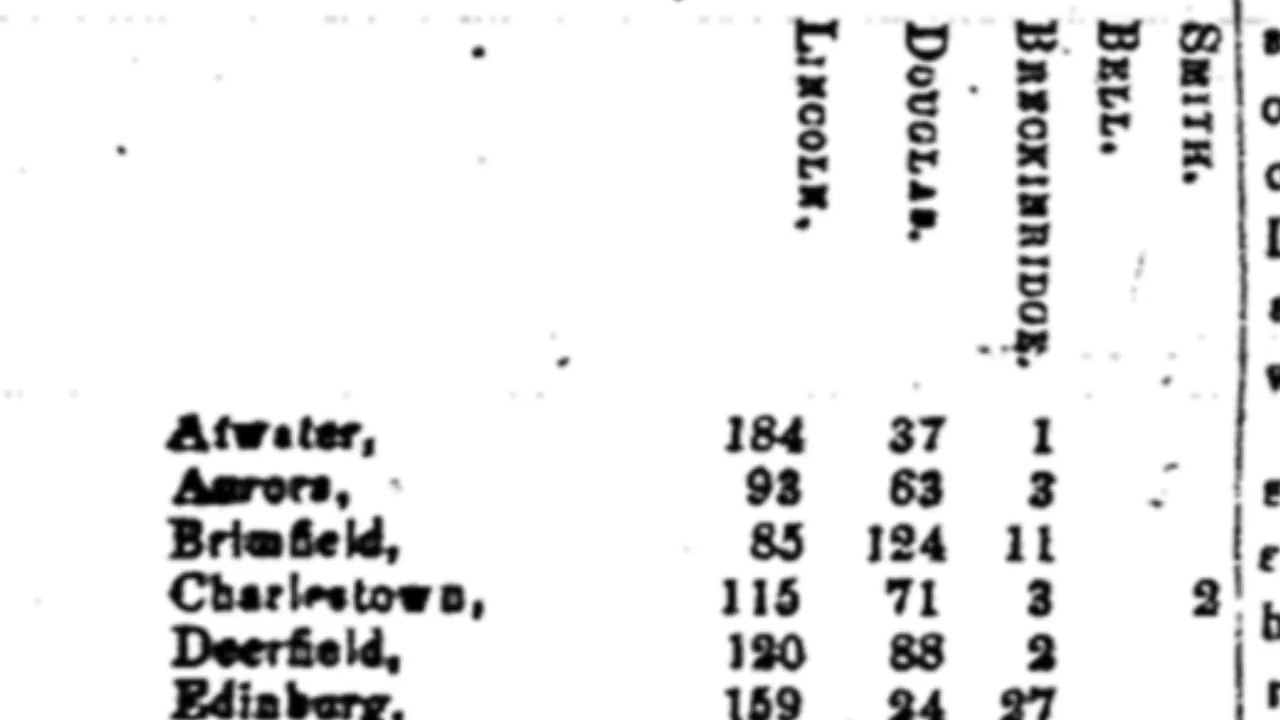 LINCOLN.
DOUGLAS.
BRECKINRIDGE.
BELL.
SMITH.
Atwater, 184 37 1
Aurora, 93 63 3
Brimfield, 85 124 11
Charlestown, 115 71 3 2
Deerfield, 120 88 2
Edinburg, 159 24 27